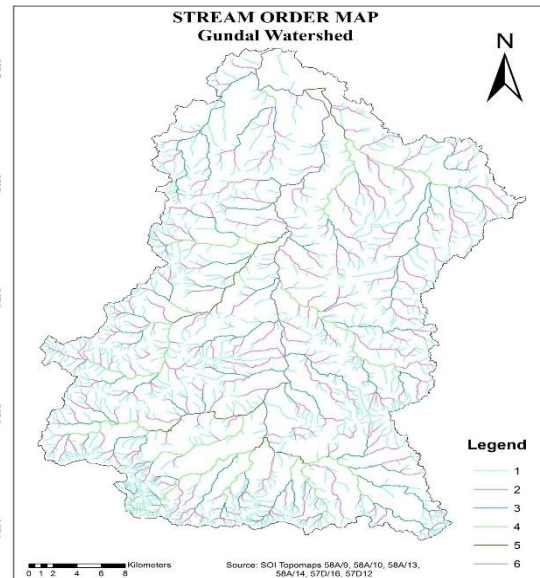 STREAM ORDER MAP
Gundal Watershed
N
Legend
1
2
3
4
5
6
0 1 2 4 6 8 Kilometers
Source: SOI Topomaps 58A/9, 58A/10, 58A/13,
58A/14, 57D/16, 57D12